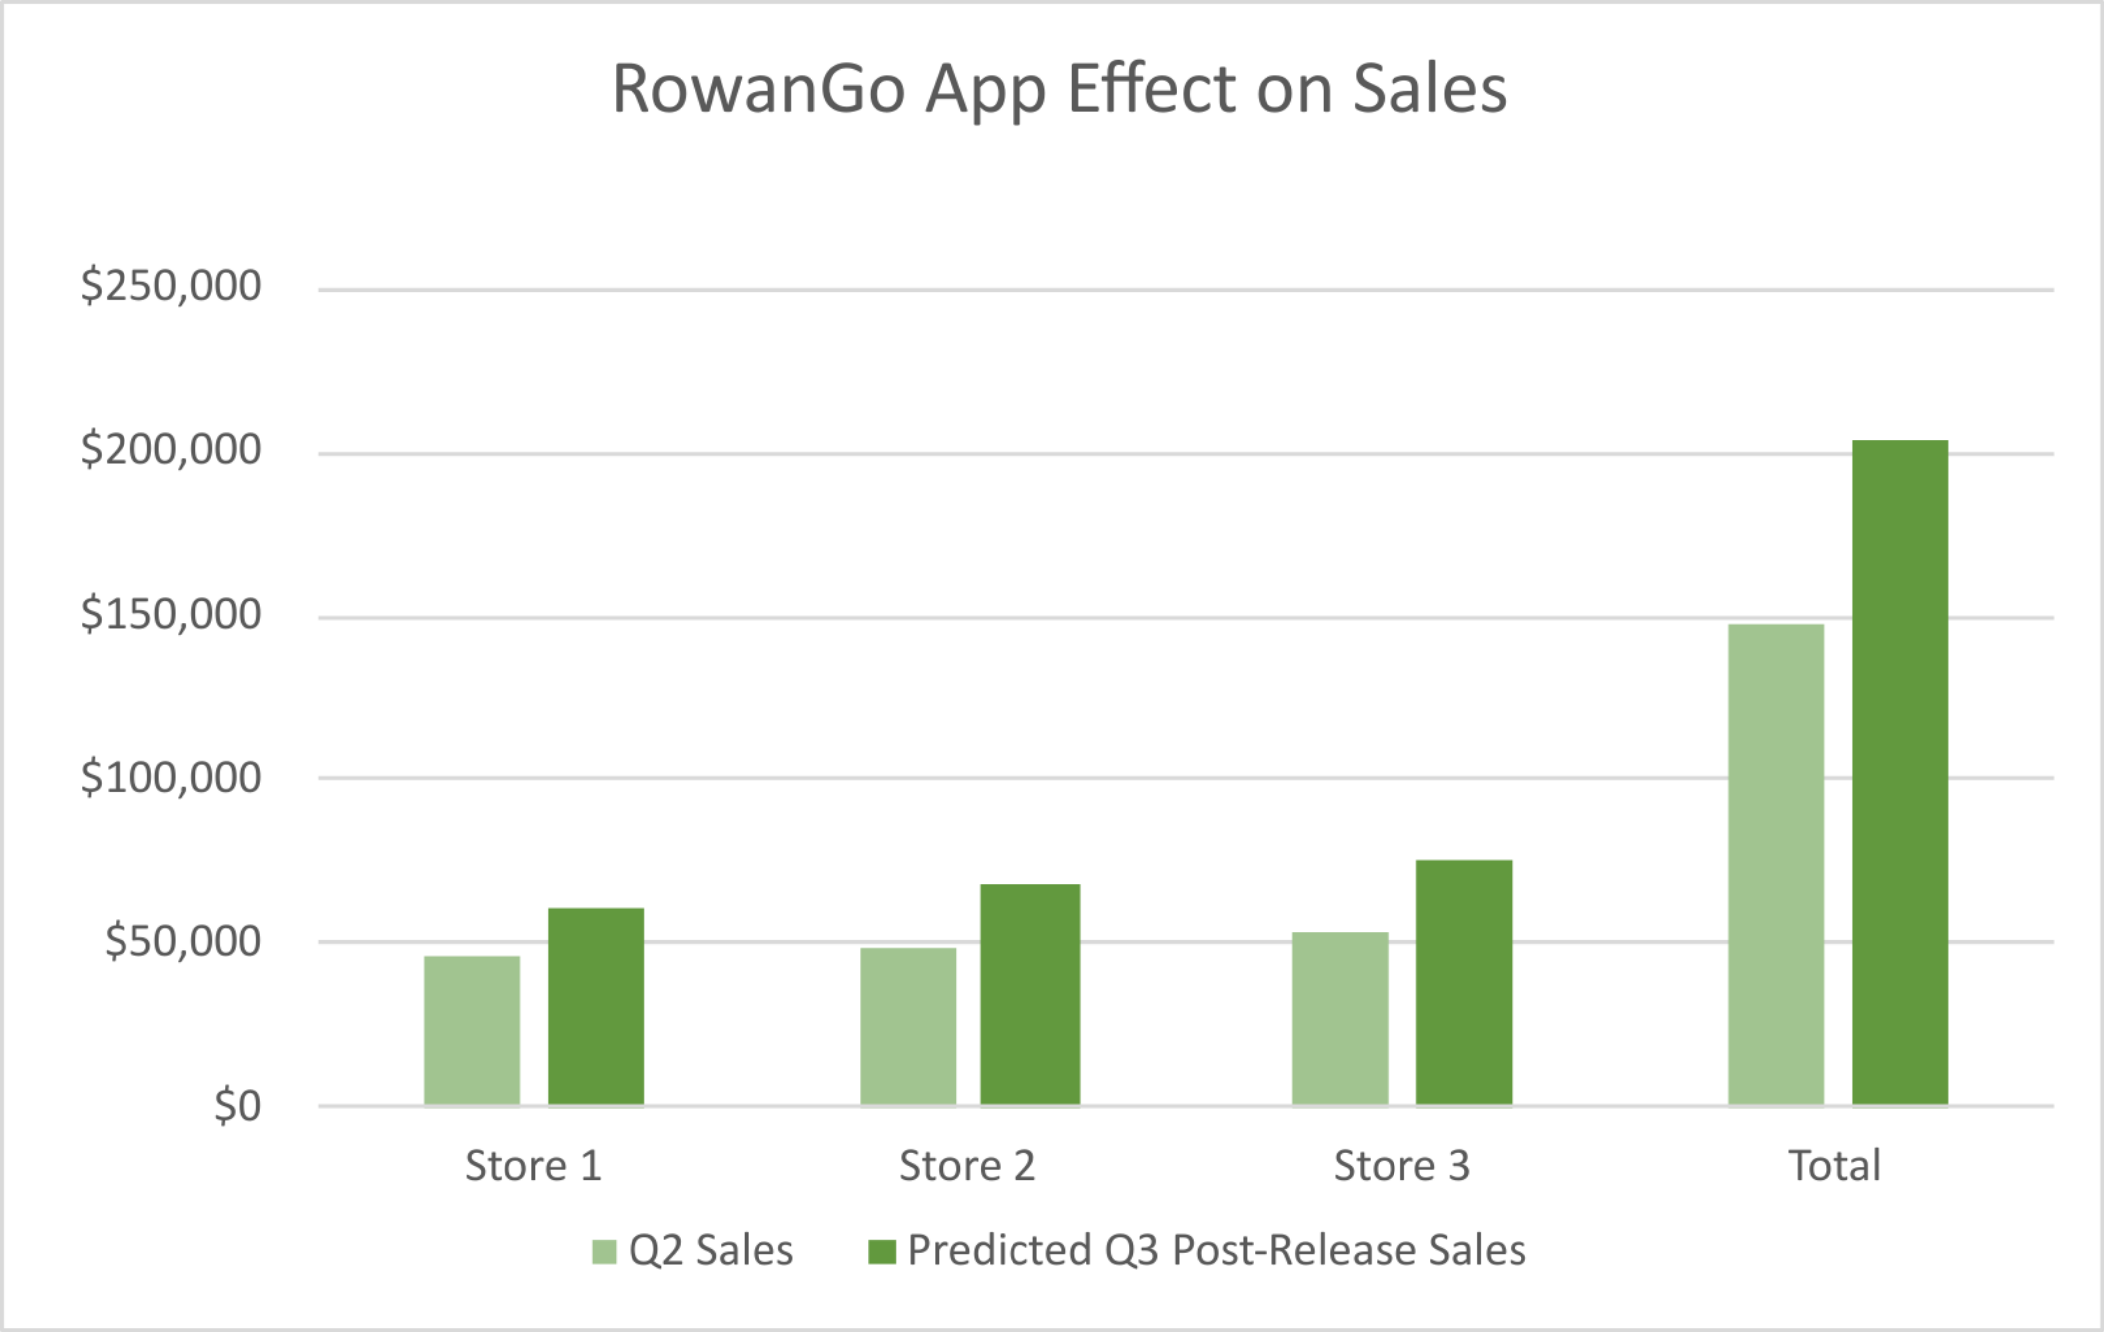 RowanGo App Effect on Sales
$250,000
$200,000
$150,000
$100,000
$50,000
$0
Store 1 Store 2 Store 3 Total
Q2 Sales Predicted Q3 Post-Release Sales